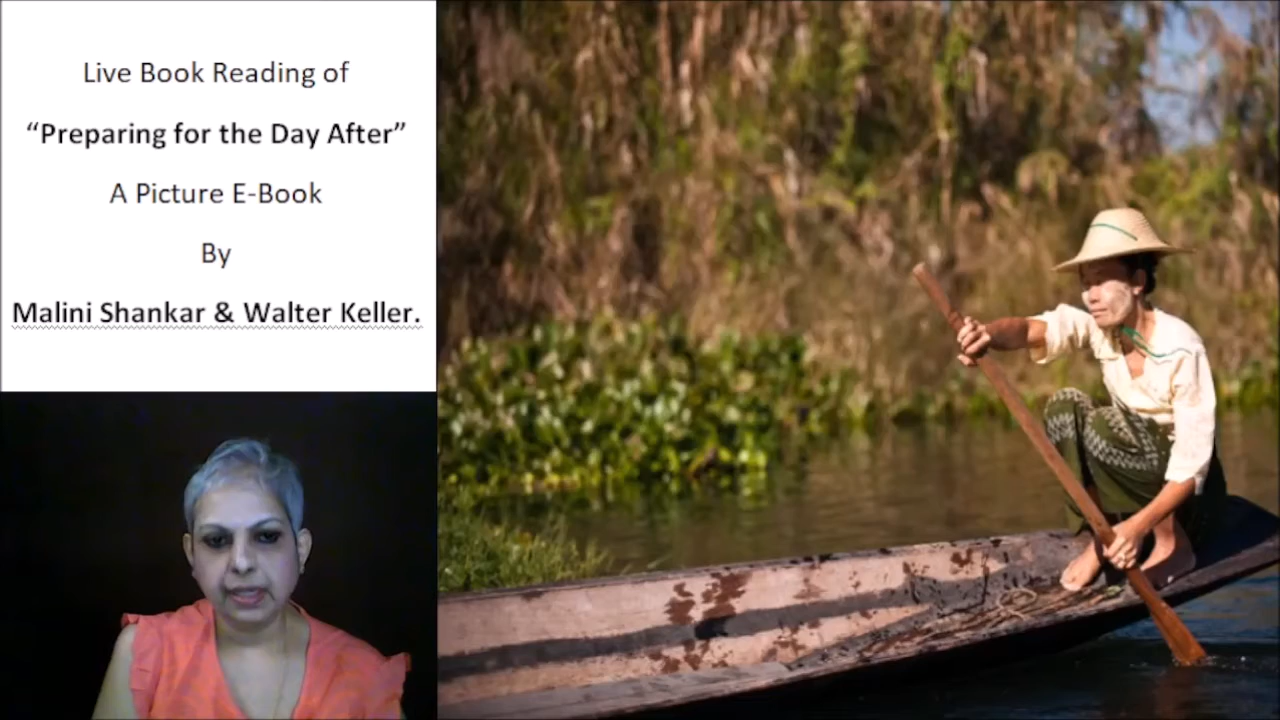 Live Book Reading of
“Preparing for the Day After”
A Picture E-Book
By
Malini Shankar & Walter Keller.